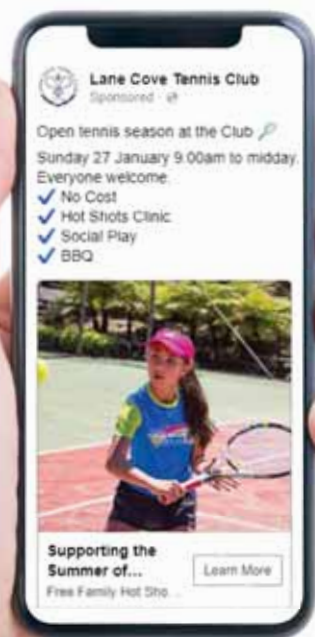 Lane Cove Tennis Club
Sponsored ·
Open tennis season at the Club
Sunday 27 January 9.00am to midday.
Everyone welcome.
✓ No Cost
✓ Hot Shots Clinic
✓ Social Play
✓ BBQ
Supporting the
Summer of...
Learn More
Free Family Hot Sho...